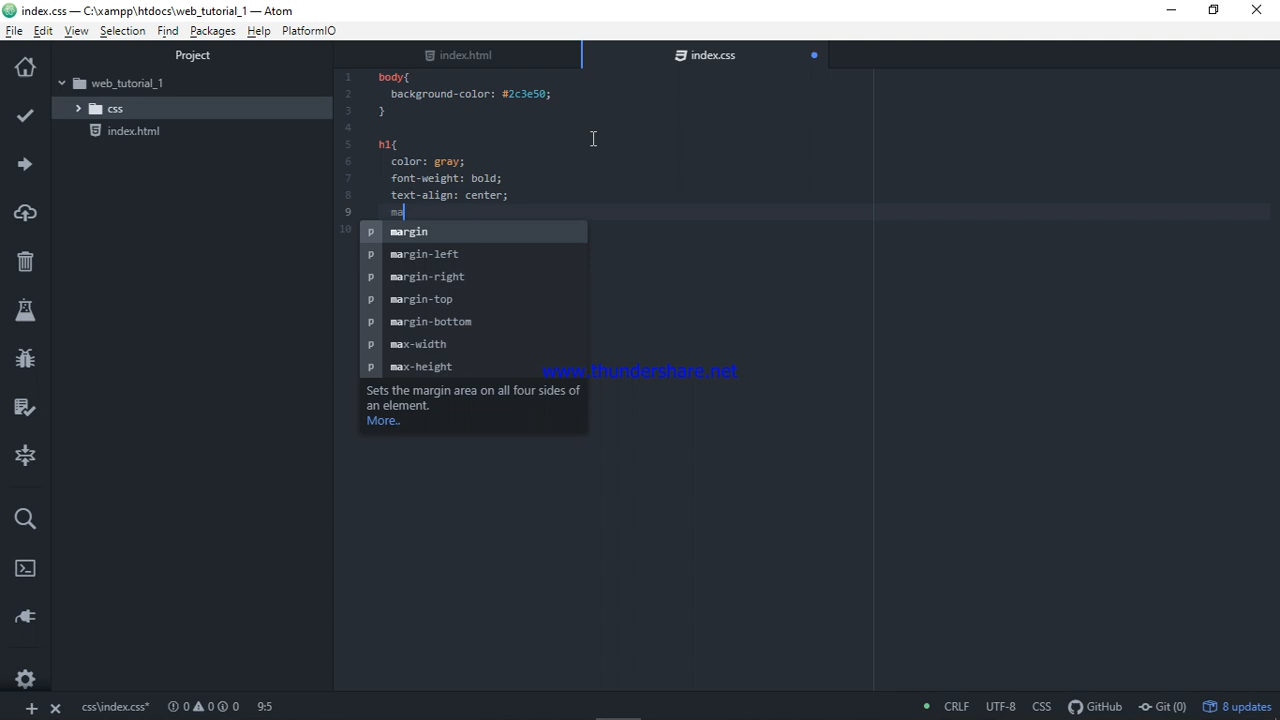 index.css — C:\xampp\htdocs\web_tutorial_1 — Atom
File Edit View Selection Find Packages Help PlatformIO
Project
index.html
index.css
web_tutorial_1
css
index.html
1 body{
2 background-color: #2c3e50;
3 }
4
5 h1{
6 color: gray;
7 font-weight: bold;
8 text-align: center;
9 ma
10
p margin
p margin-left
p margin-right
p margin-top
p margin-bottom
p max-width
p max-height
Sets the margin area on all four sides of
an element.
More..
www.thundershare.net
css\index.css* 0 0 0 9:5
CRLF UTF-8 CSS GitHub Git (0) 8 updates